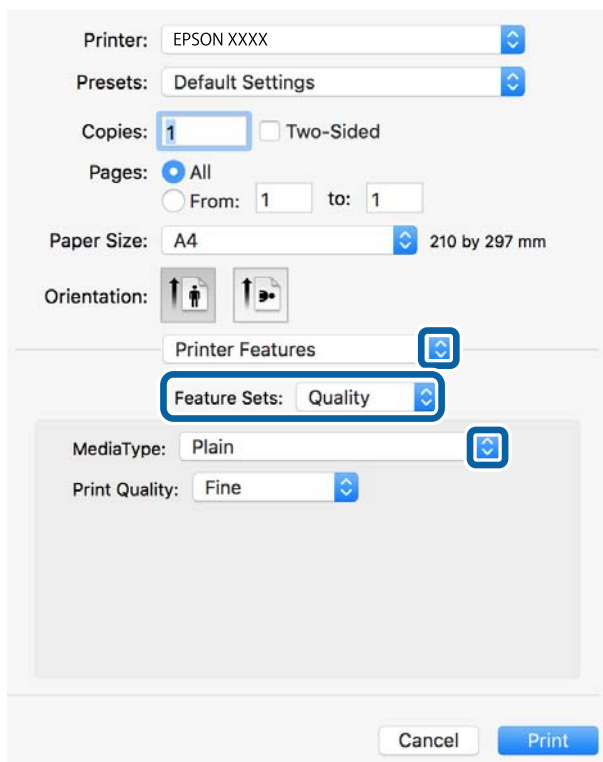 Printer: EPSON XXXX
Presets: Default Settings
Copies: 1 Two-Sided
Pages: All
From: 1 to: 1
Paper Size: A4 210 by 297 mm
Orientation:
Printer Features
Feature Sets: Quality
MediaType: Plain
Print Quality: Fine
Cancel Print